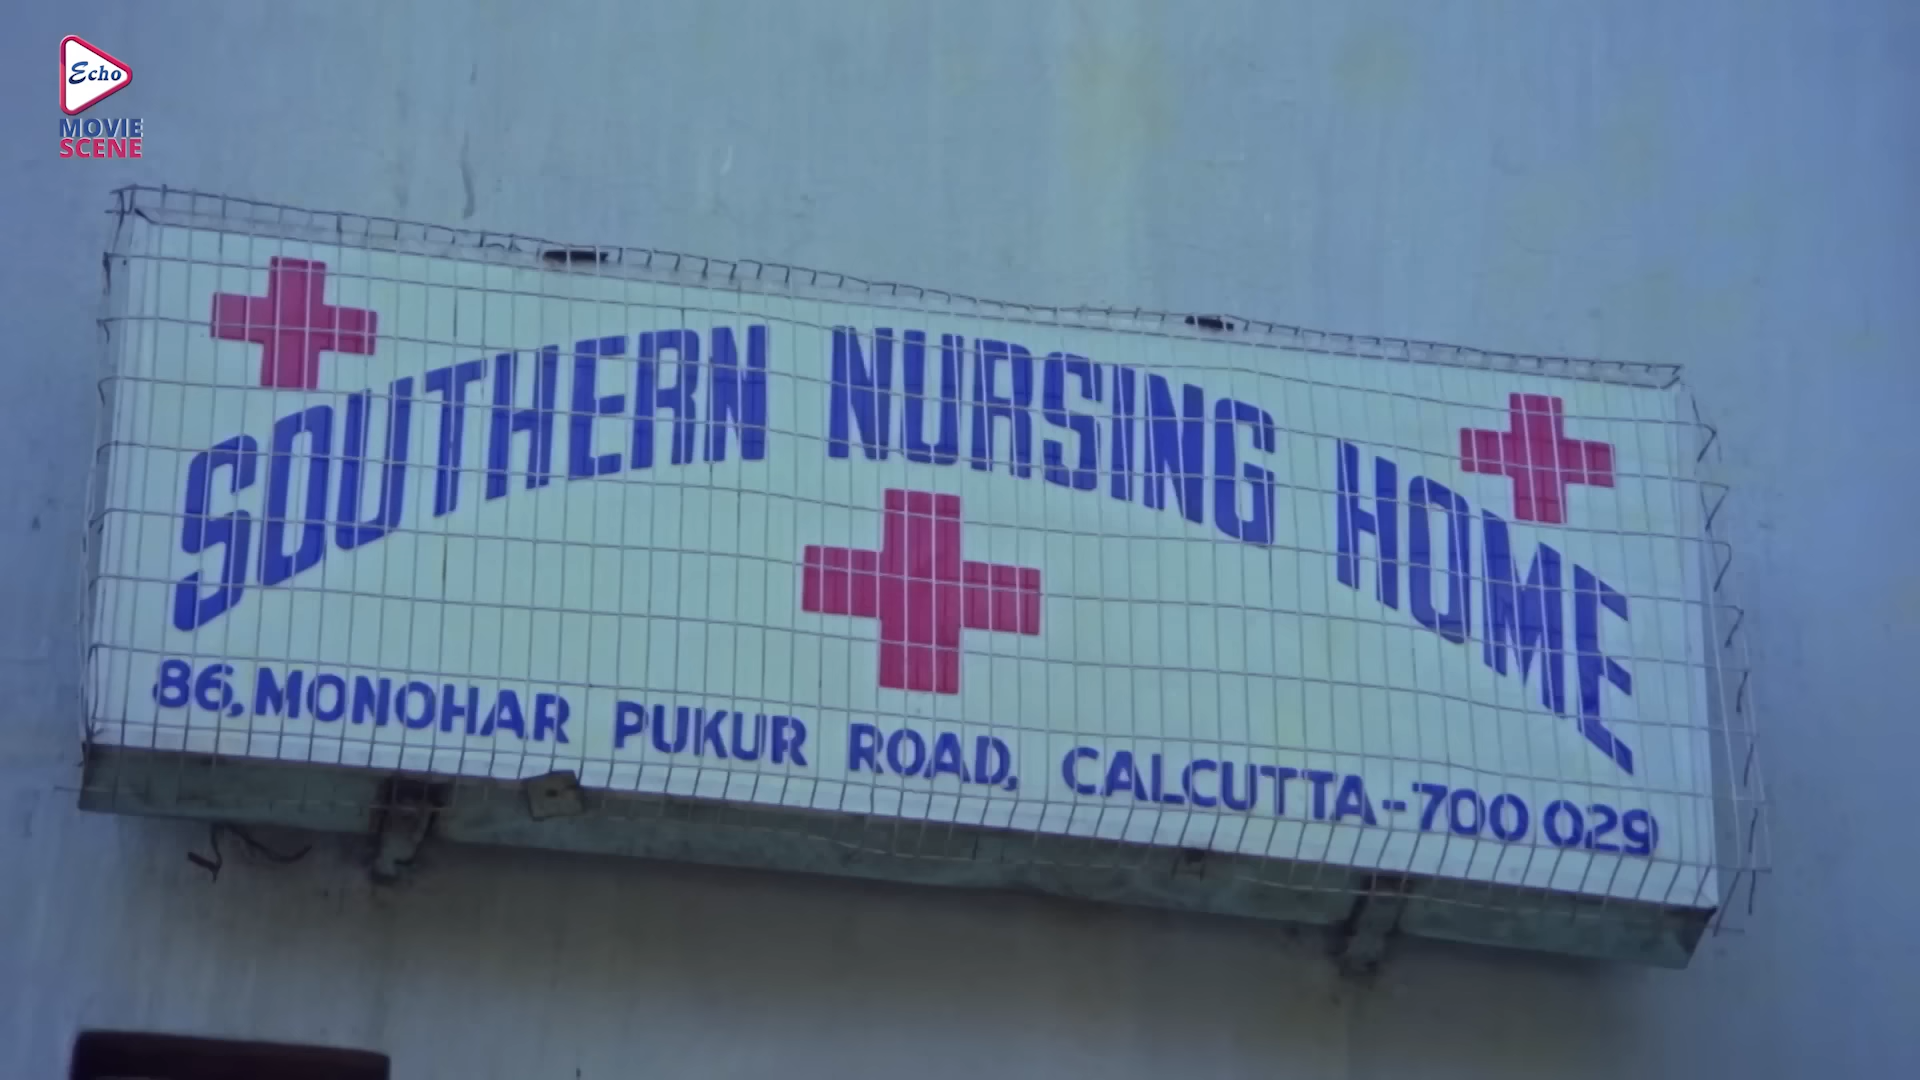 Echo
MOVIE
SCENE
SOUTHERN NURSING HOME
86, MONOHAR PUKUR ROAD, CALCUTTA-700 029